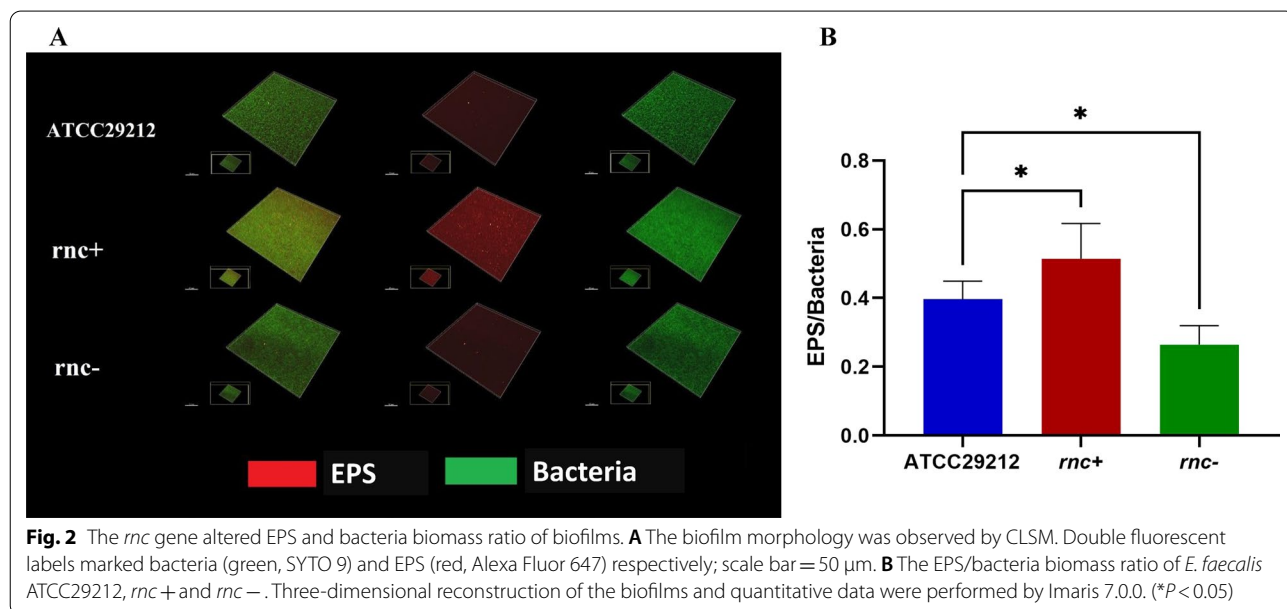 A
B
ATCC29212
rnc+
rnc-
EPS
Bacteria
*
*
EPS/Bacteria
0.8
0.6
0.4
0.2
0.0
ATCC29212
rnc+
rnc-
Fig. 2 The rnc gene altered EPS and bacteria biomass ratio of biofilms. A The biofilm morphology was observed by CLSM. Double fluorescent
labels marked bacteria (green, SYTO 9) and EPS (red, Alexa Fluor 647) respectively; scale bar = 50 μm. B The EPS/bacteria biomass ratio of E. faecalis
ATCC29212, rnc + and rnc −. Three-dimensional reconstruction of the biofilms and quantitative data were performed by Imaris 7.0.0. (*P < 0.05)